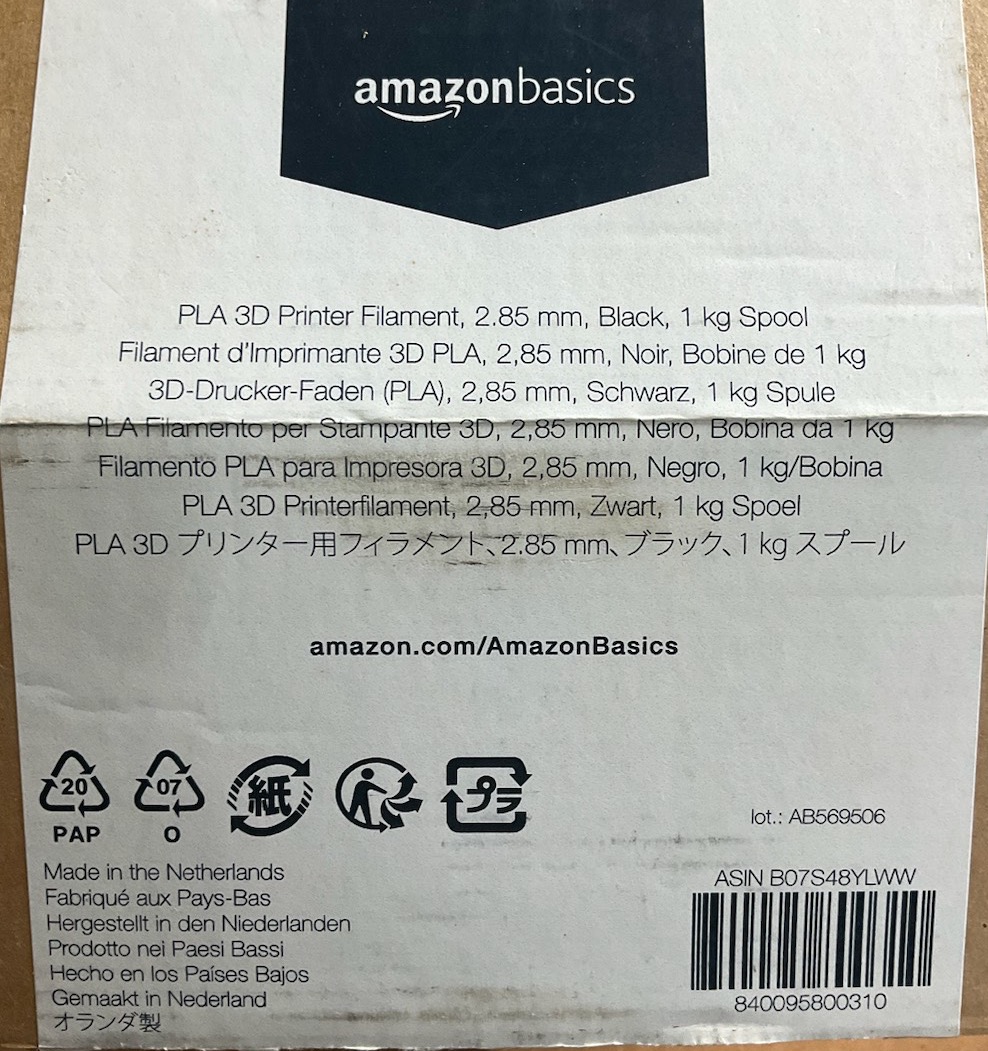 amazonbasics
PLA 3D Printer Filament, 2.85 mm, Black, 1 kg Spool
Filament d'Imprimante 3D PLA, 2,85 mm, Noir, Bobine de 1 kg
3D-Drucker-Faden (PLA), 2,85 mm, Schwarz, 1 kg Spule
PLA Filamento per Stampante 3D, 2,85 mm, Nero, Bobina da 1 kg
Filamento PLA para Impresora 3D, 2,85 mm, Negro, 1 kg/Bobina
PLA 3D Printerfilament, 2,85 mm, Zwart, 1 kg Spoel
PLA 3D プリンター用フィラメント、2.85 mm、ブラック、1 kg スプール
amazon.com/AmazonBasics
20 07 紙 プラ
PAP O
lot.: AB569506
Made in the Netherlands
Fabriqué aux Pays-Bas
Hergestellt in den Niederlanden
Prodotto nei Paesi Bassi
Hecho en los Países Bajos
Gemaakt in Nederland
オランダ製
ASIN B07S48YLWW
840095800310